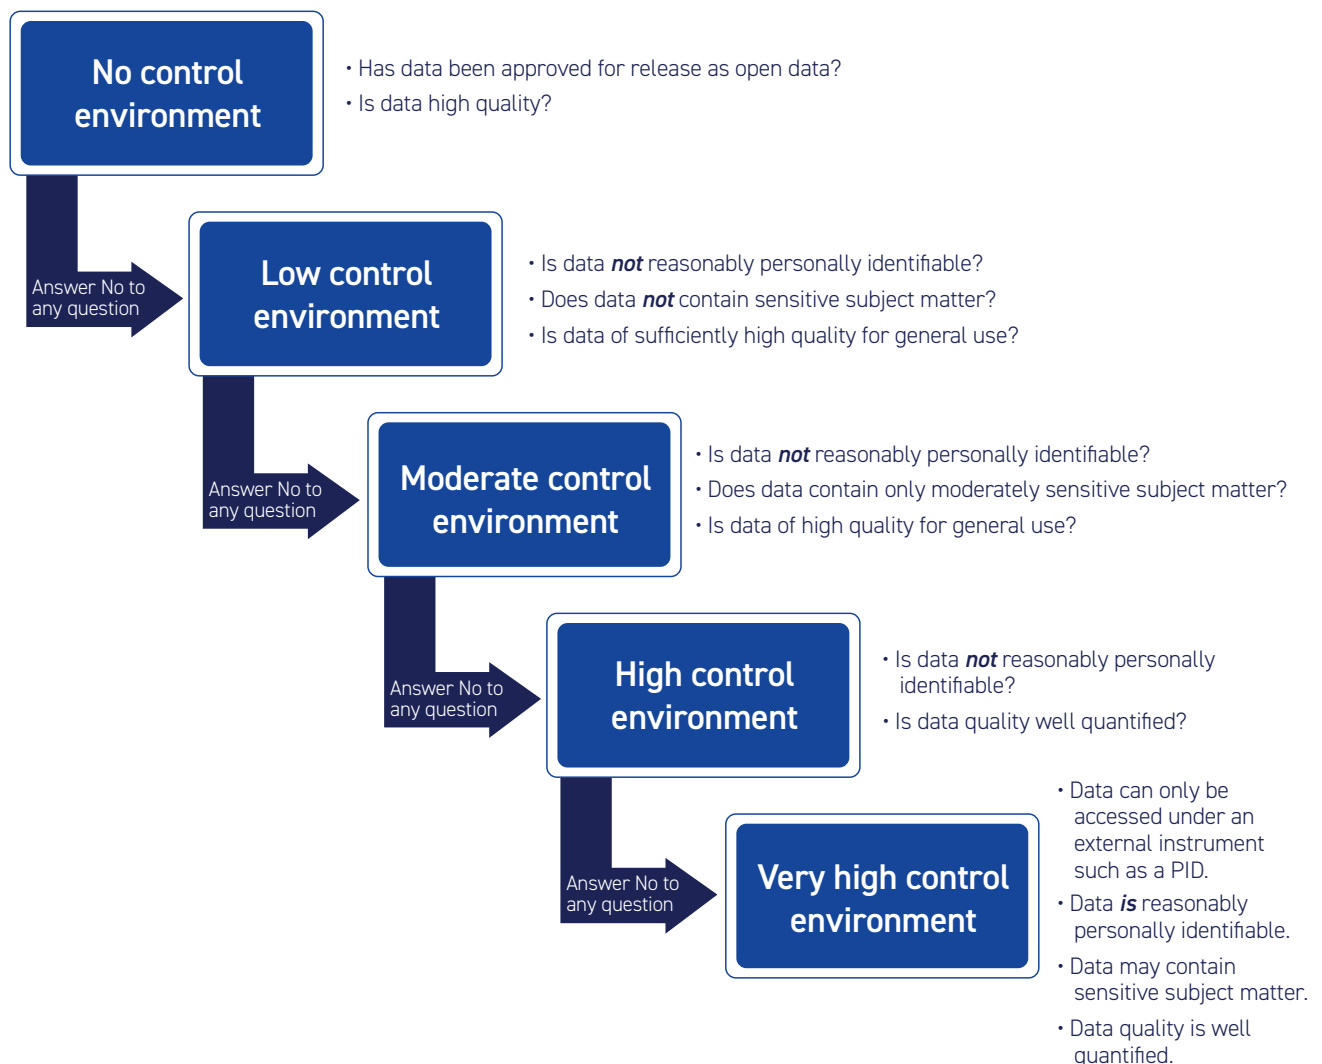 No control
environment
• Has data been approved for release as open data?
• Is data high quality?
Answer No to
any question
Low control
environment
• Is data not reasonably personally identifiable?
• Does data not contain sensitive subject matter?
• Is data of sufficiently high quality for general use?
Answer No to
any question
Moderate control
environment
• Is data not reasonably personally identifiable?
• Does data contain only moderately sensitive subject matter?
• Is data of high quality for general use?
Answer No to
any question
High control
environment
• Is data not reasonably personally
identifiable?
• Is data quality well quantified?
Answer No to
any question
Very high control
environment
• Data can only be
accessed under an
external instrument
such as a PID.
• Data is reasonably
personally identifiable.
• Data may contain
sensitive subject matter.
• Data quality is well
quantified.